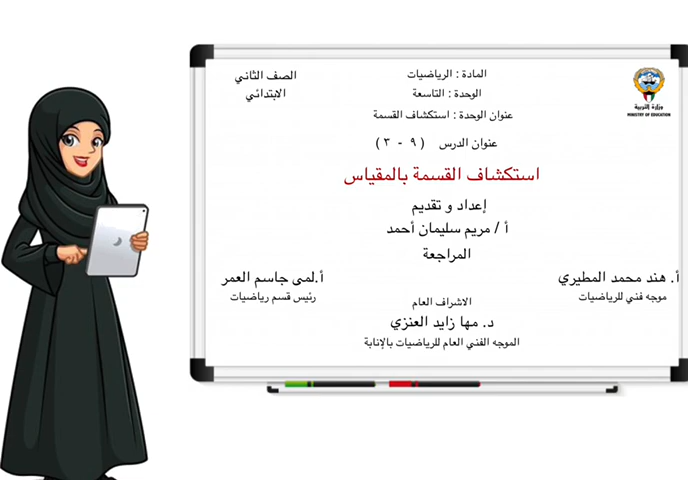 المادة : الرياضيات
الصف الثاني
الابتدائي
الوحدة : التاسعة
عنوان الوحدة : استكشاف القسمة
وزارة التربية
MINISTRY OF EDUCATION
عنوان الدرس ( ٩ - ٣ )
استكشاف القسمة بالمقياس
إعداد و تقديم
أ / مريم سليمان أحمد
المراجعة
أ. هند محمد المطيري
موجه فني للرياضيات
أ.لمى جاسم العمر
رئيس قسم رياضيات
الاشراف العام
د. مها زايد العنزي
الموجه الفني العام للرياضيات بالإنابة